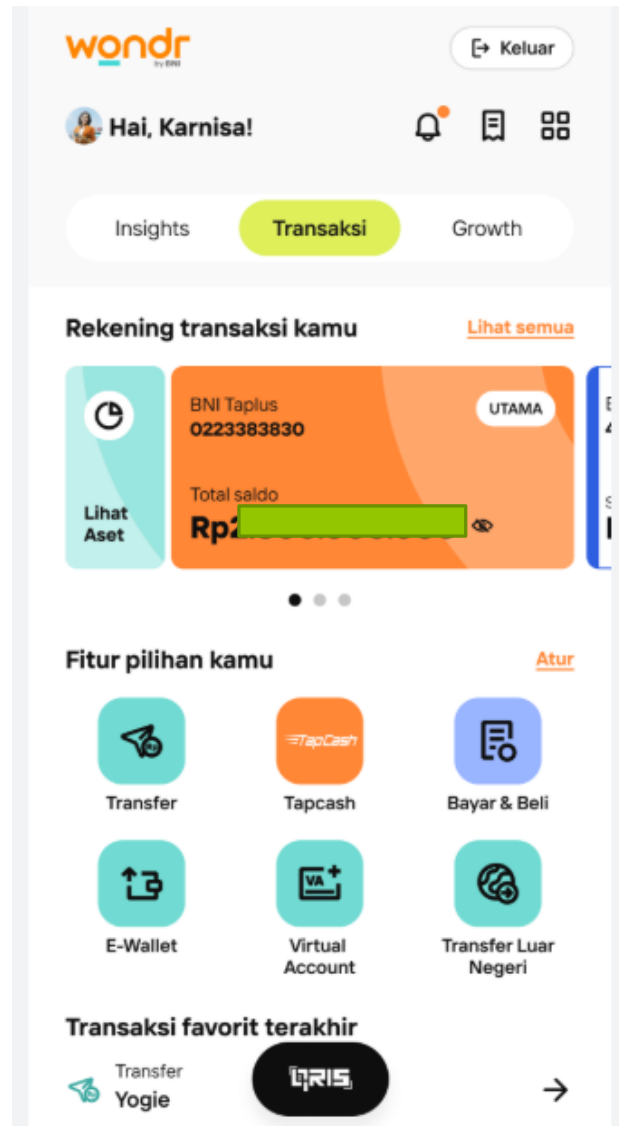 wondr
by BNI
Keluar
Hai, Karnisa!
Insights Transaksi Growth
Rekening transaksi kamu Lihat semua
BNI Taplus
0223383830
UTAMA
Lihat
Aset
Total saldo
Fitur pilihan kamu Atur
TapCash
Transfer Tapcash Bayar & Beli
VA
E-Wallet Virtual Account Transfer Luar Negeri
Transaksi favorit terakhir
Transfer
Yogie
QRIS